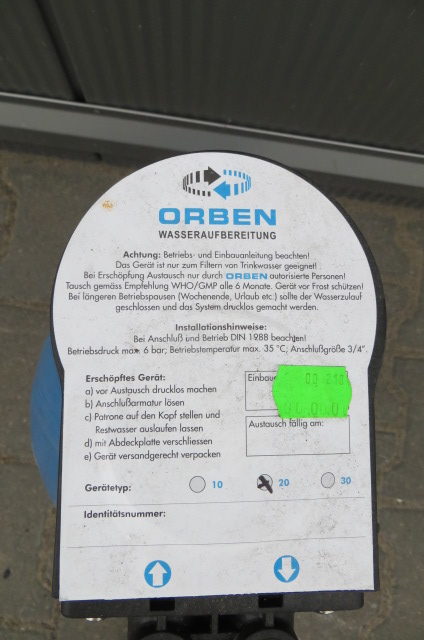 ORBEN
WASSERAUFBEREITUNG
Achtung: Betriebs- und Einbauanleitung beachten!
Das Gerät ist nur zum Filtern von Trinkwasser geeignet!
Bei Erschöpfung Austausch nur durch ORBEN autorisierte Personen!
Tausch gemäss Empfehlung WHO/GMP alle 6 Monate. Gerät vor Frost schützen!
Bei längeren Betriebspausen (Wochenende, Urlaub etc.) sollte der Wasserzulauf
geschlossen und das System drucklos gemacht werden.
Installationshinweise:
Bei Anschluß und Betrieb DIN 1988 beachten!
Betriebsdruck max. 6 bar; Betriebstemperatur max. 35 °C; Anschlußgröße 3/4".
Erschöpftes Gerät:
a) vor Austausch drucklos machen
b) Anschlußarmatur lösen
c) Patrone auf den Kopf stellen und
Restwasser auslaufen lassen
d) mit Abdeckplatte verschliessen
e) Gerät versandgerecht verpacken
Einbau
Austausch fällig am:
Gerätetyp: 10 20 30
Identitätsnummer: